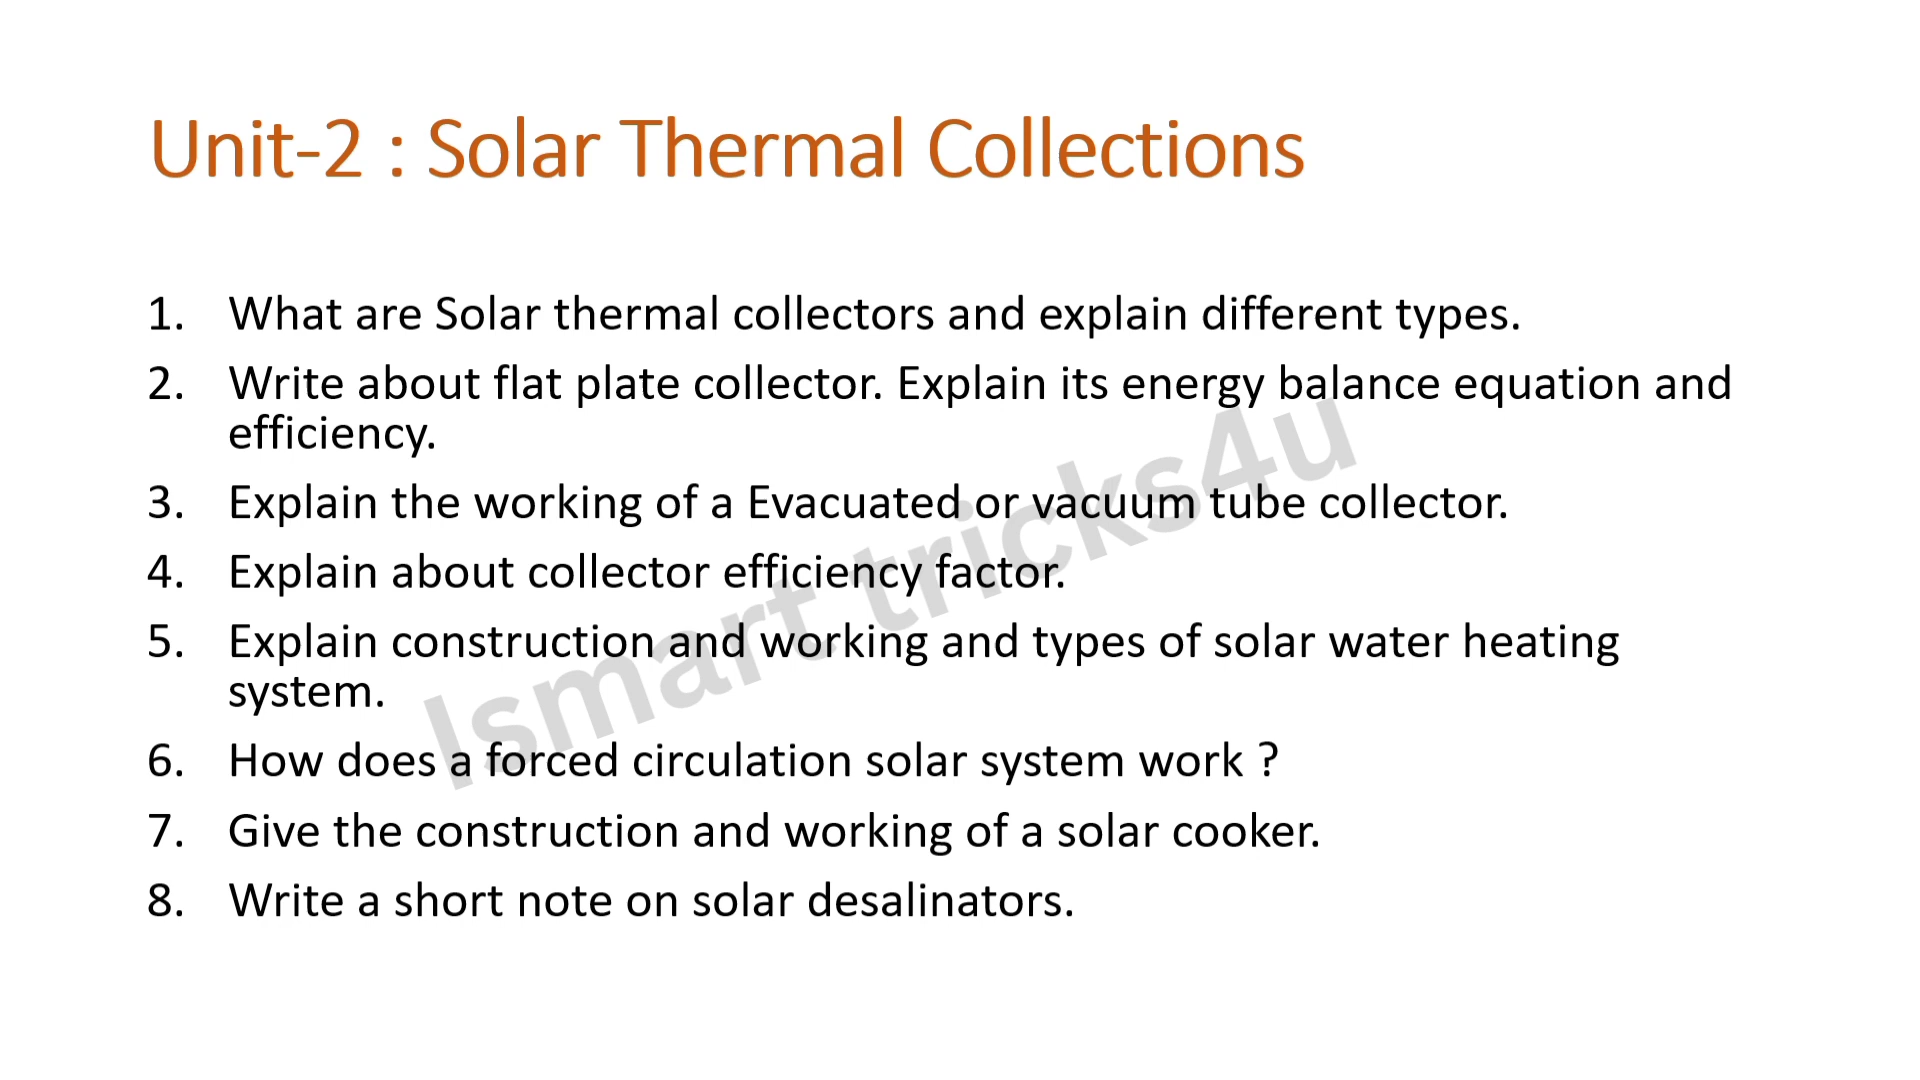 Unit-2 : Solar Thermal Collections
1. What are Solar thermal collectors and explain different types.
2. Write about flat plate collector. Explain its energy balance equation and
efficiency.
3. Explain the working of a Evacuated or vacuum tube collector.
4. Explain about collector efficiency factor.
5. Explain construction and working and types of solar water heating
system.
6. How does a forced circulation solar system work ?
7. Give the construction and working of a solar cooker.
8. Write a short note on solar desalinators.
Ismart tricks4u